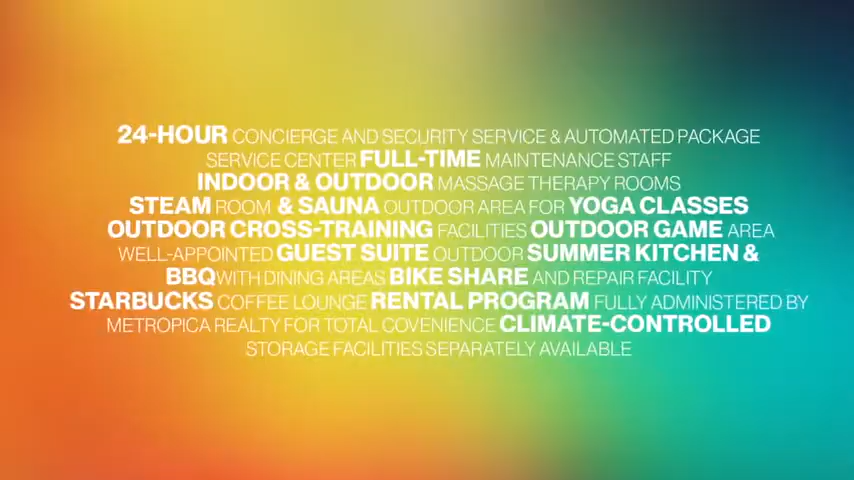 24-HOUR CONCIERGE AND SECURITY SERVICE & AUTOMATED PACKAGE
SERVICE CENTER FULL-TIME MAINTENANCE STAFF
INDOOR & OUTDOOR MASSAGE THERAPY ROOMS
STEAM ROOM & SAUNA OUTDOOR AREA FOR YOGA CLASSES
OUTDOOR CROSS-TRAINING FACILITIES OUTDOOR GAME AREA
WELL-APPOINTED GUEST SUITE OUTDOOR SUMMER KITCHEN &
BBQWITH DINING AREAS BIKE SHARE AND REPAIR FACILITY
STARBUCKS COFFEE LOUNGE RENTAL PROGRAM FULLY ADMINISTERED BY
METROPICA REALTY FOR TOTAL COVENIENCE CLIMATE-CONTROLLED
STORAGE FACILITIES SEPARATELY AVAILABLE